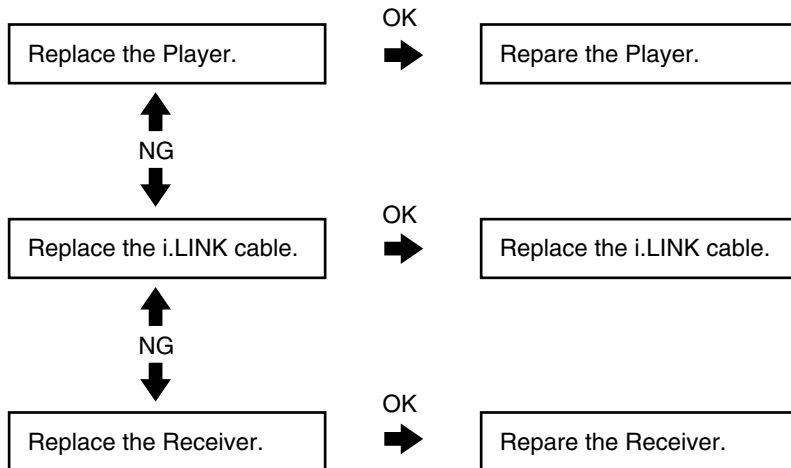 OK
Replace the Player.
Repare the Player.
NG
OK
Replace the i.LINK cable.
Replace the i.LINK cable.
NG
OK
Replace the Receiver.
Repare the Receiver.